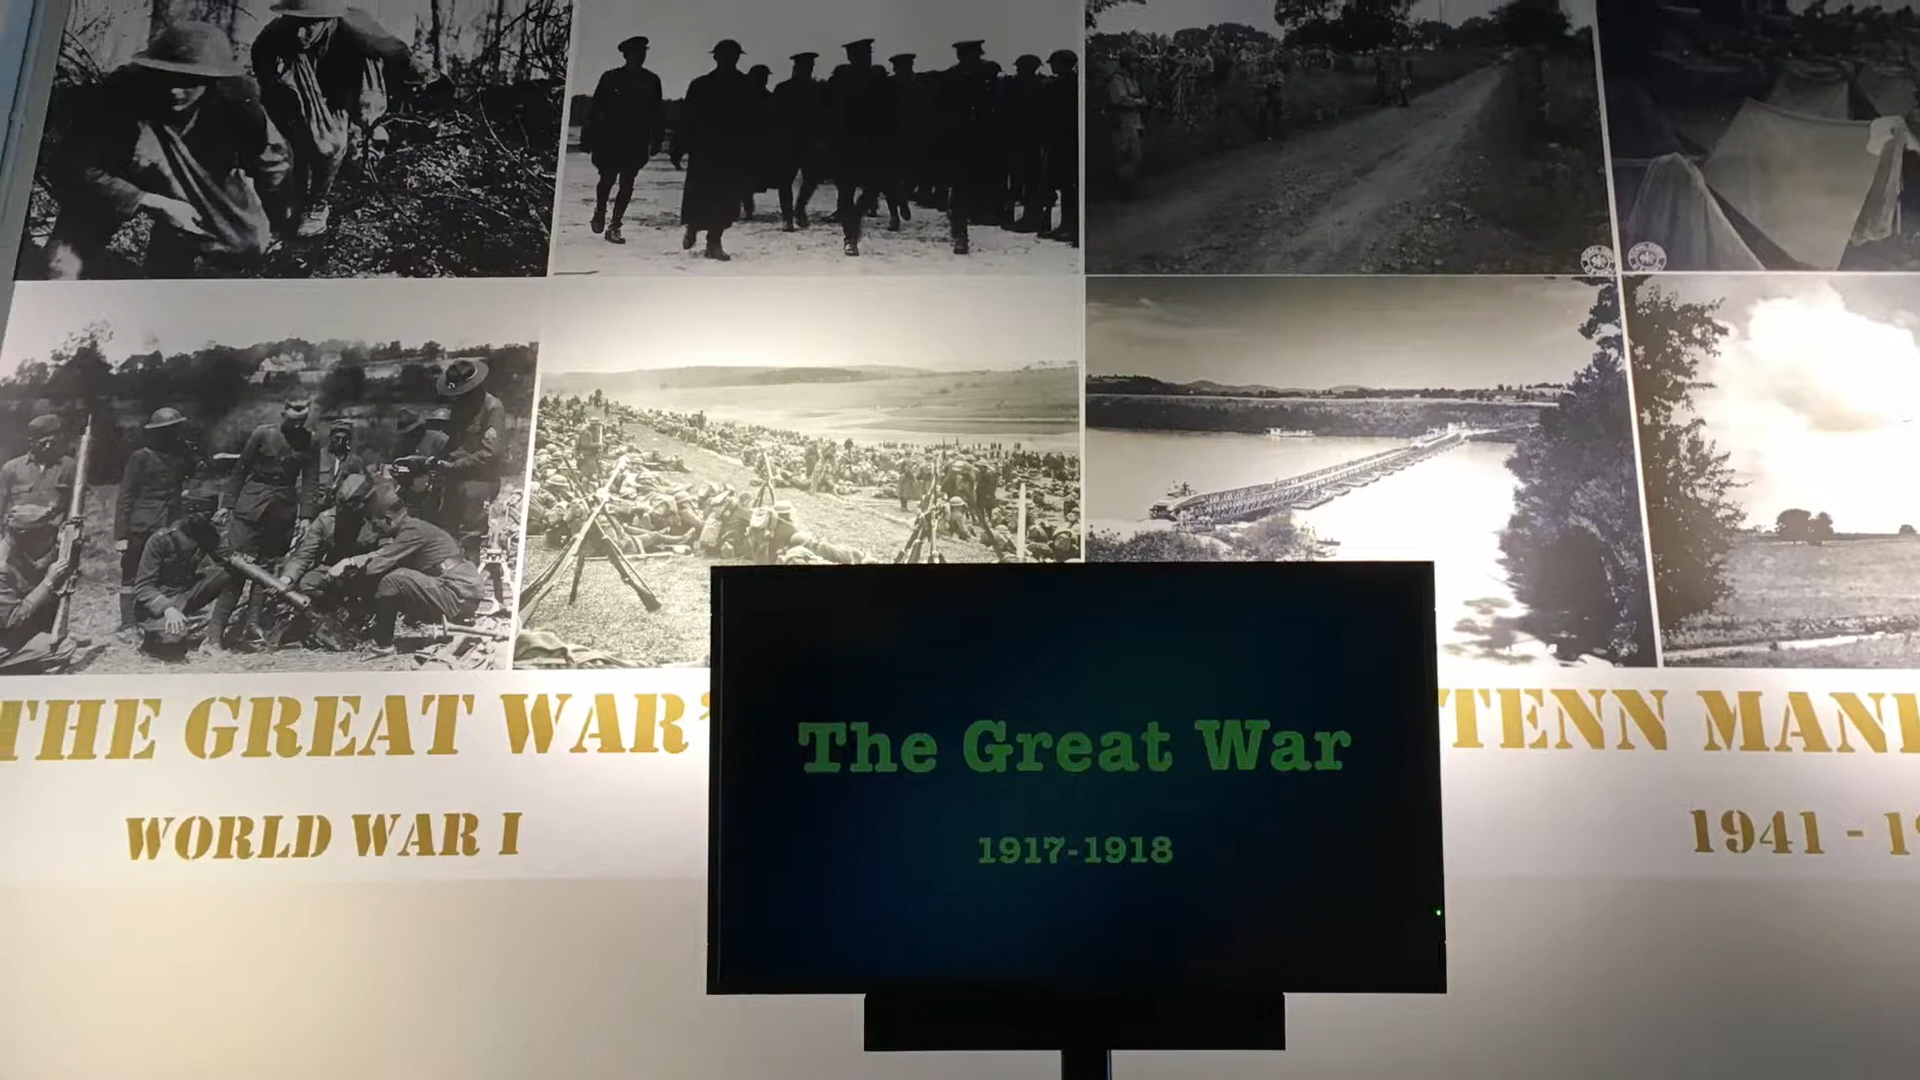 THE GREAT WAR'
WORLD WAR I
The Great War
1917-1918
TENN MAN
1941 - 1